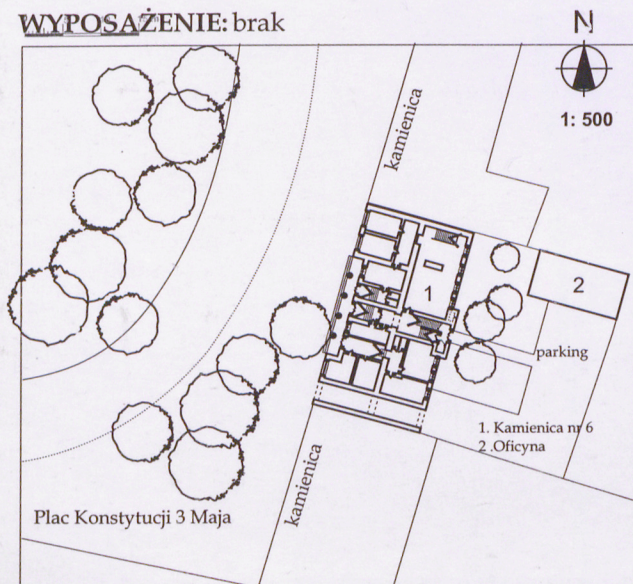 WYPOSAŻENIE: brak
N
1: 500
kamienica
1
2
parking
1. Kamienica nr 6
2 .Oficyna
kamienica
Plac Konstytucji 3 Maja